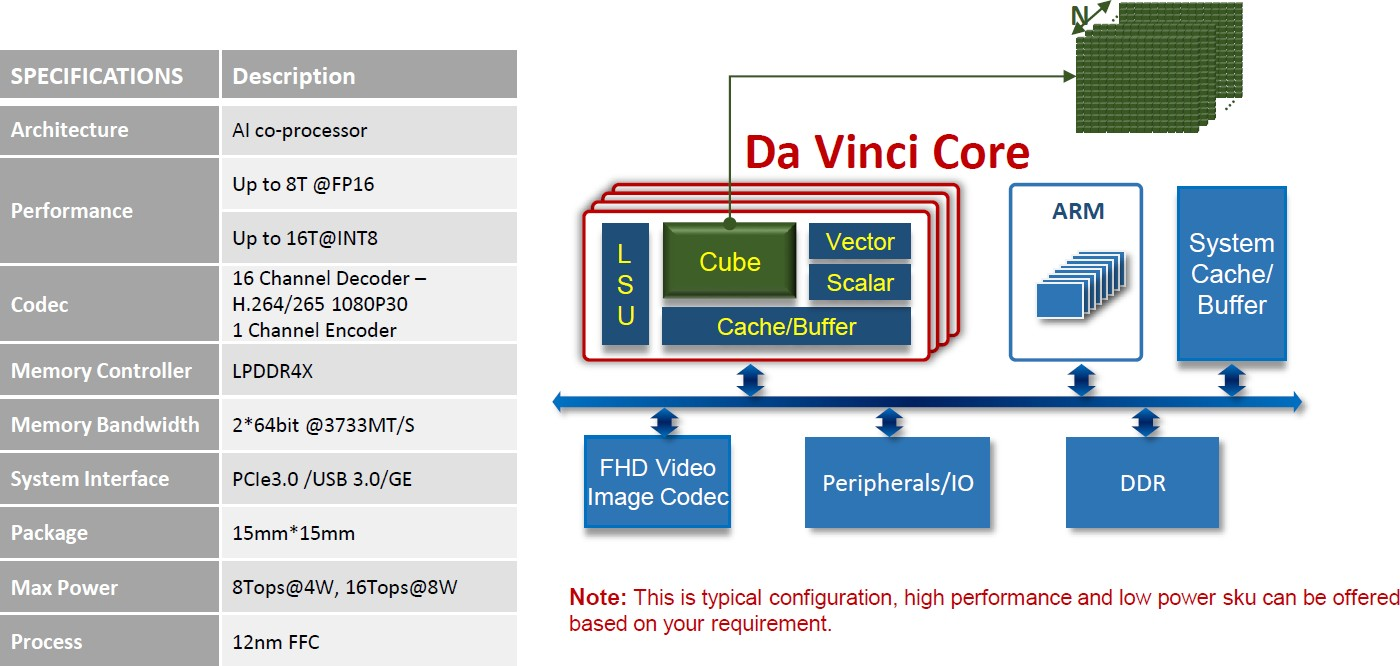 SPECIFICATIONS Description
Architecture AI co-processor
Performance Up to 8T @FP16
Up to 16T@INT8
Codec 16 Channel Decoder –
H.264/265 1080P30
1 Channel Encoder
Memory Controller LPDDR4X
Memory Bandwidth 2*64bit @3733MT/S
System Interface PCIe3.0 /USB 3.0/GE
Package 15mm*15mm
Max Power 8Tops@4W, 16Tops@8W
Process 12nm FFC
N
Da Vinci Core
L
S
U
Cube
Vector
Scalar
Cache/Buffer
ARM
System
Cache/
Buffer
FHD Video
Image Codec
Peripherals/IO
DDR
Note: This is typical configuration, high performance and low power sku can be offered
based on your requirement.